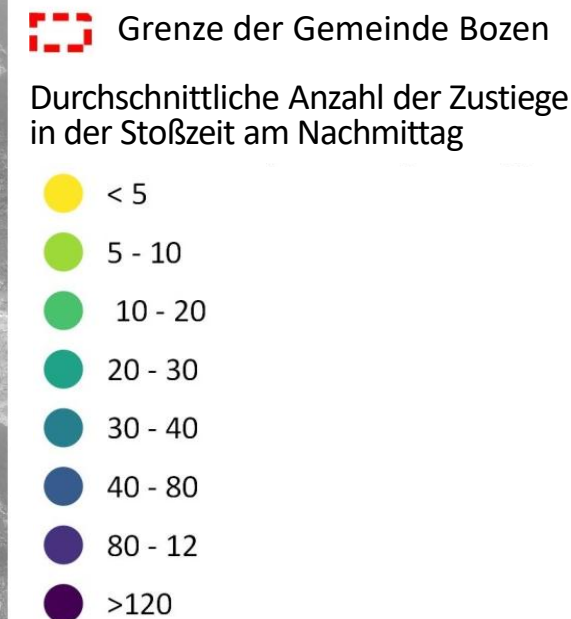 Grenze der Gemeinde Bozen
Durchschnittliche Anzahl der Zustiege
in der Stoßzeit am Nachmittag
< 5
5 - 10
10 - 20
20 - 30
30 - 40
40 - 80
80 - 12
>120